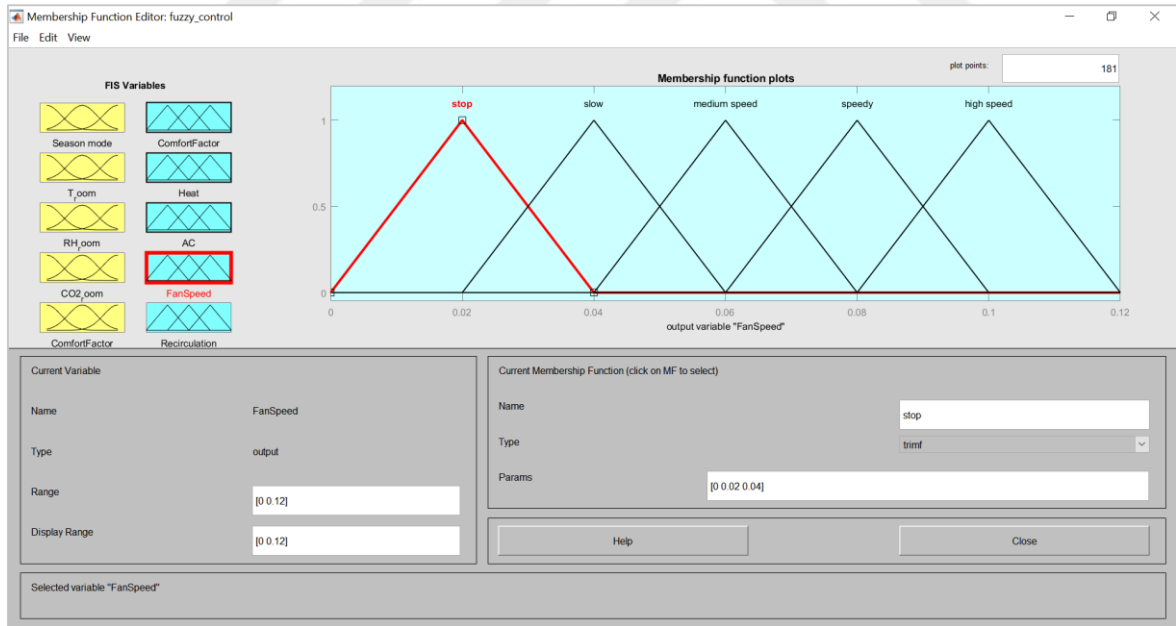 Membership Function Editor: fuzzy_control
File Edit View
FIS Variables
Season mode
ComfortFactor
T_room
Heat
RH_room
AC
CO2_room
FanSpeed
ComfortFactor
Recirculation
plot points:
181
Membership function plots
stop slow medium speed speedy high speed
1
0.5
0
0 0.02 0.04 0.06 0.08 0.1 0.12
output variable "FanSpeed"
Current Variable
Name FanSpeed
Type output
Range [0 0.12]
Display Range [0 0.12]
Current Membership Function (click on MF to select)
Name stop
Type trimf
Params [0 0.02 0.04]
Help Close
Selected variable "FanSpeed"